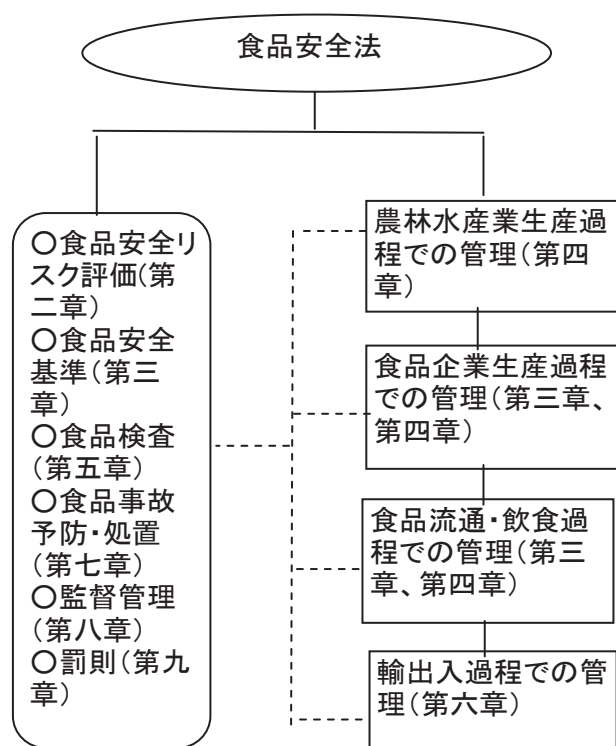 食品安全法
〇食品安全リ
スク評価(第
二章)
〇食品安全
基準(第三
章)
〇食品検査
(第五章)
〇食品事故
予防・処置
(第七章)
〇監督管理
(第八章)
〇罰則(第九
章)
農林水産業生産過
程での管理(第四
章)
食品企業生産過程
での管理(第三章、
第四章)
食品流通・飲食過
程での管理(第三
章、第四章)
輸出入過程での管
理(第六章)